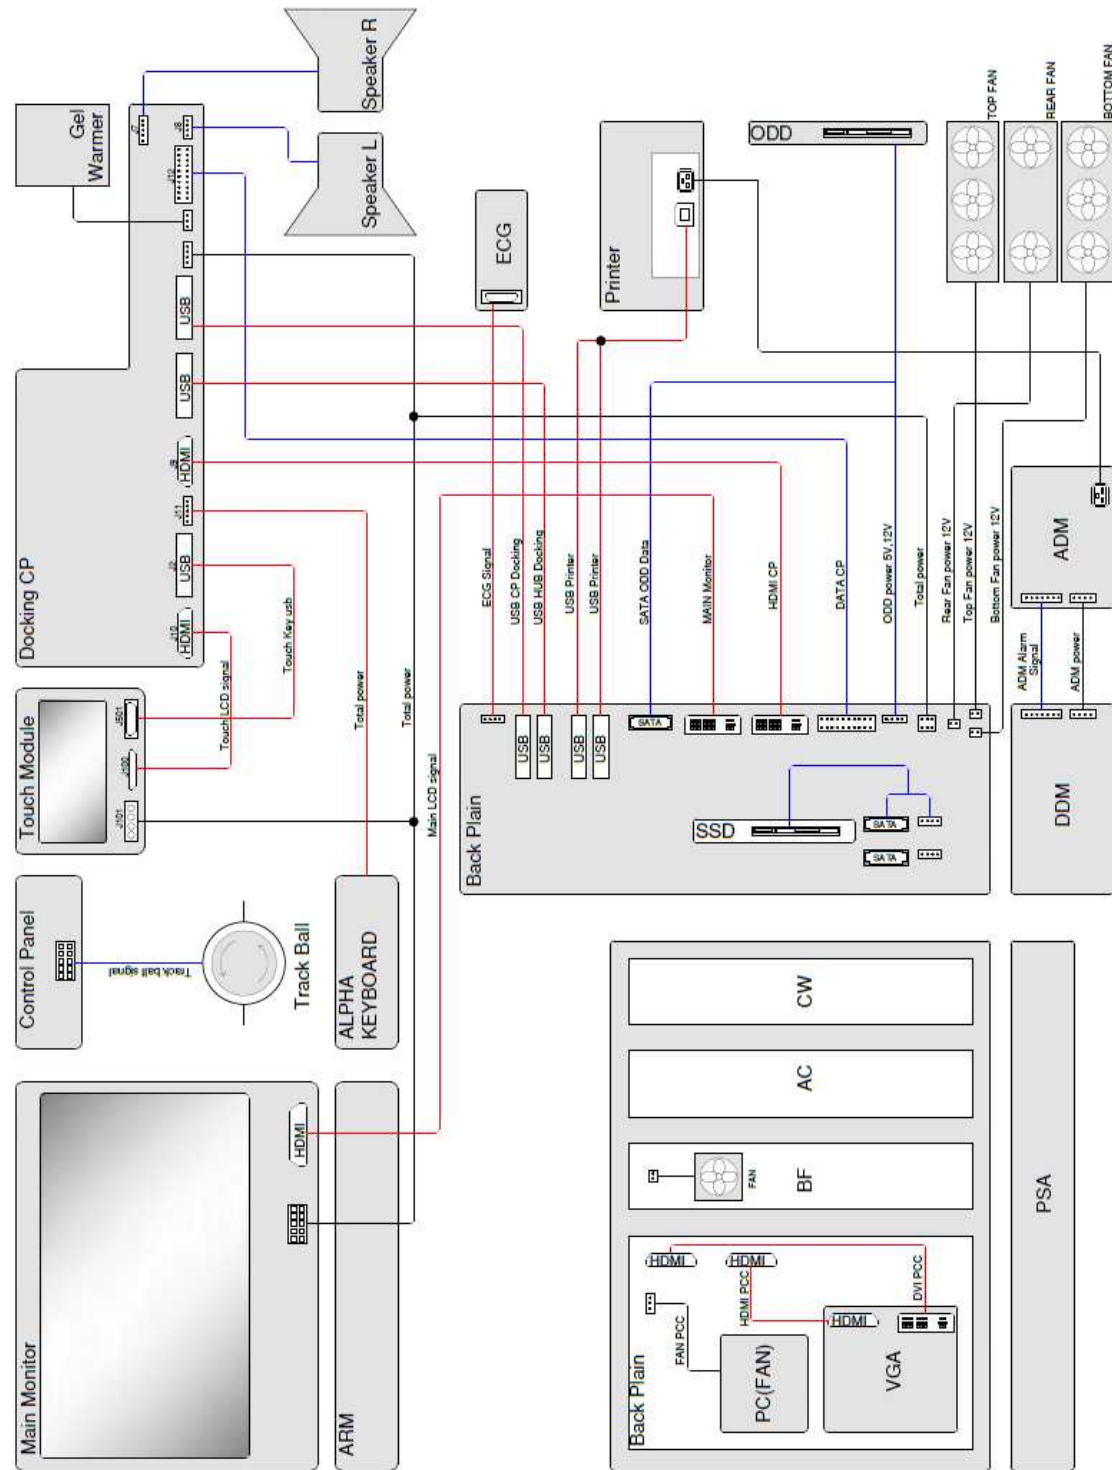 Main Monitor
HDMI
ARM
Control Panel
Track ball signal
Track Ball
ALPHA
KEYBOARD
Touch Module
J101
J100
J501
Touch LCD signal
Touch Key usb
Total power
Total power
Main LCD signal
Docking CP
J10
HDMI
J2
USB
J11
J9
HDMI
USB
USB
J12
J8
J7
Gel
Warmer
Speaker R
Speaker L
ECG
Printer
ODD
TOP FAN
REAR FAN
BOTTOM FAN
ECG Signal
USB CP Docking
USB HUB Docking
USB Printer
USB Printer
SATA ODD Data
MAIN Monitor
HDMI CP
DATA CP
ODD power 5V,12V
Total power
Rear Fan power 12V
Top Fan power 12V
Bottom Fan power 12V
Back Plain
USB
USB
USB
USB
SATA
SSD
SATA
SATA
ADM
ADM Alarm
Signal
ADM power
DDM
CW
AC
BF
FAN
Back Plain
HDMI
HDMI
FAN PCC
HDMI PCC
DVI PCC
PC(FAN)
HDMI
VGA
PSA